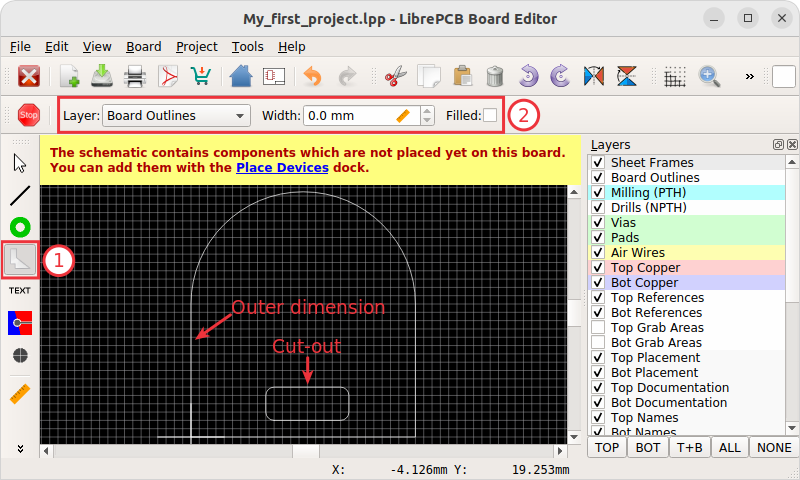 My_first_project.lpp - LibrePCB Board Editor
File Edit View Board Project Tools Help
»
Stop
Layer: Board Outlines Width: 0.0 mm Filled:
2
The schematic contains components which are not placed yet on this board.
You can add them with the Place Devices dock.
1
TEXT
Outer dimension
Cut-out
Layers
Sheet Frames
Board Outlines
Milling (PTH)
Drills (NPTH)
Vias
Pads
Air Wires
Top Copper
Bot Copper
Top References
Bot References
Top Grab Areas
Bot Grab Areas
Top Placement
Bot Placement
Top Documentation
Bot Documentation
Top Names
Bot Names
TOP BOT T+B ALL NONE
X: -4.126mm Y: 19.253mm